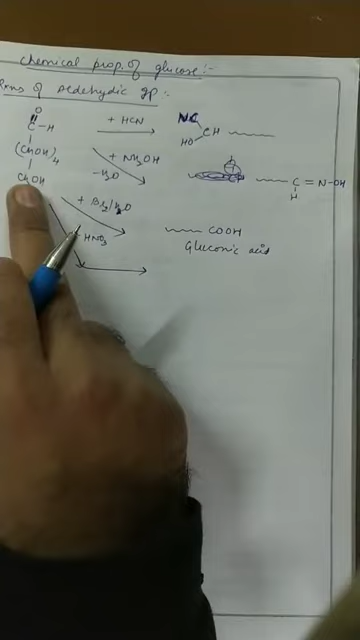 chemical prop. of glucose :-
Rxns of aldehydic gp :-
O
C-H
(CHOH)4
CH2OH
+ HCN
NC
CH
HO
+ NH2OH
-H2O
C = N-OH
H
+ Br2/H2O
COOH
Gluconic acid
HNO3